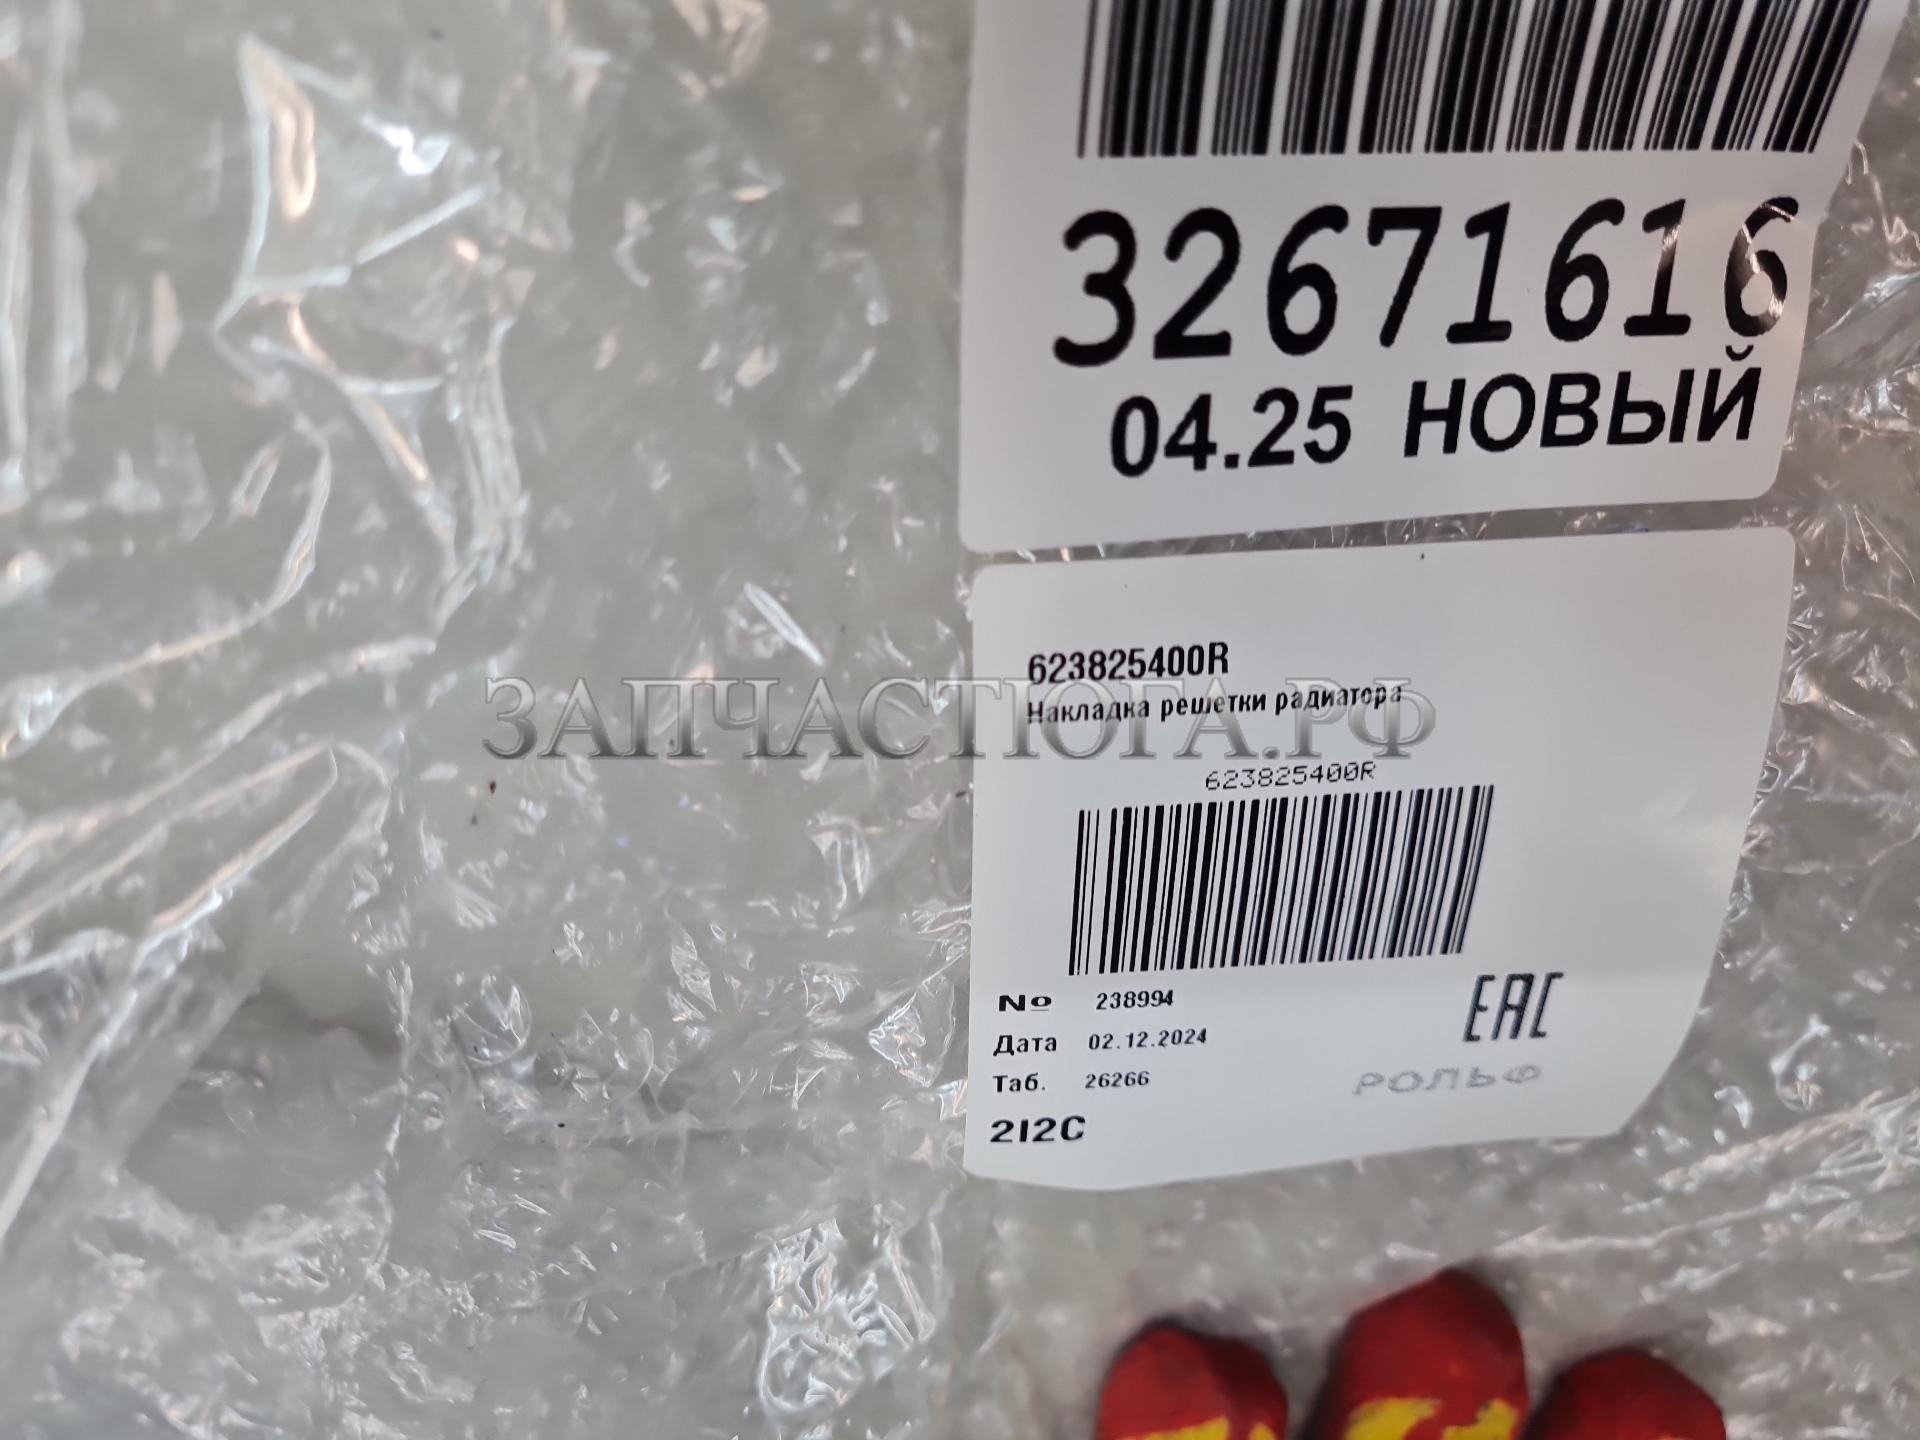 32671616
04.25 НОВЫЙ
623825400R
Накладка решетки радиатора
ЗАПЧАСТЮГА.РФ
623825400R
№ 238994
Дата 02.12.2024
Таб. 26266
EAC
РОЛЬФ
2I2C